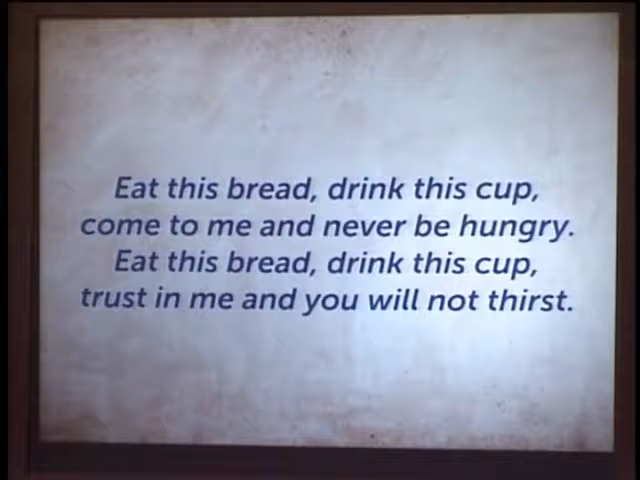 Eat this bread, drink this cup,
come to me and never be hungry.
Eat this bread, drink this cup,
trust in me and you will not thirst.